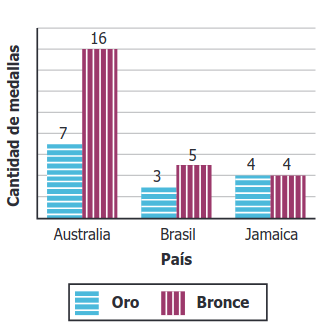 Cantidad de medallas
16
7
5
3
4
4
Australia
Brasil
Jamaica
País
Oro
Bronce